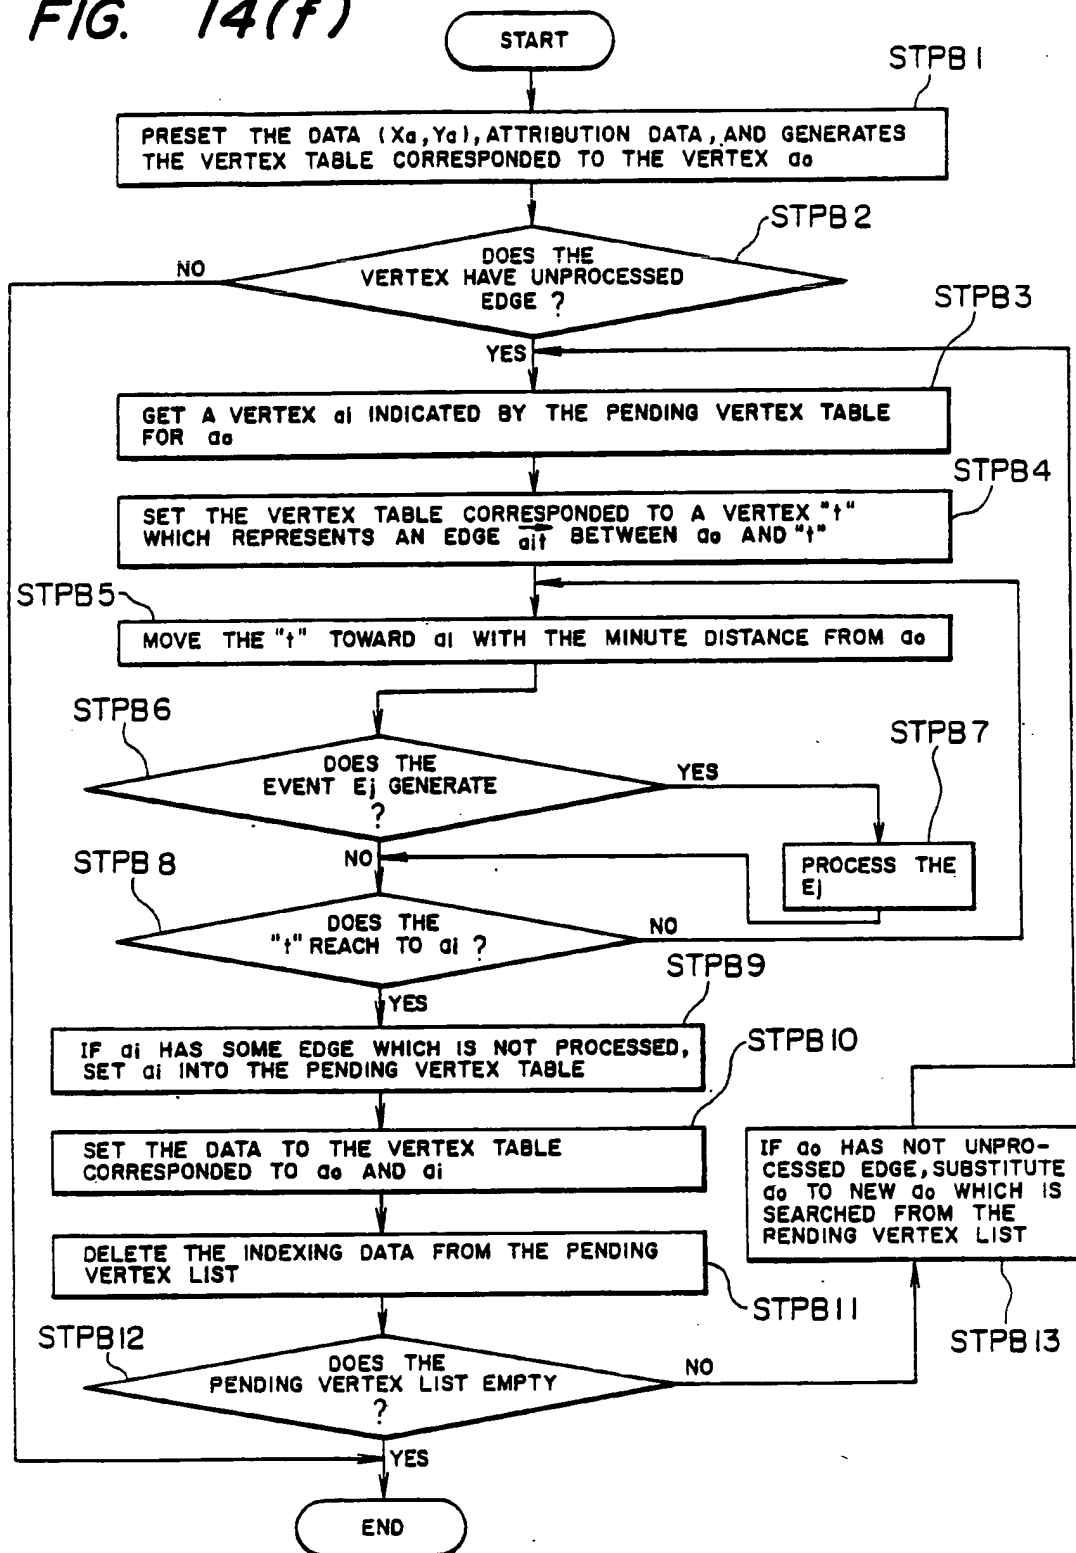 FIG. 14(f)
START
STPB1
PRESET THE DATA (Xa,Ya), ATTRIBUTION DATA, AND GENERATES
THE VERTEX TABLE CORRESPONDED TO THE VERTEX ao
STPB2
DOES THE
VERTEX HAVE UNPROCESSED
EDGE ?
NO
YES
STPB3
GET A VERTEX ai INDICATED BY THE PENDING VERTEX TABLE
FOR ao
STPB4
SET THE VERTEX TABLE CORRESPONDED TO A VERTEX "t"
WHICH REPRESENTS AN EDGE ait BETWEEN ao AND "t"
STPB5
MOVE THE "t" TOWARD ai WITH THE MINUTE DISTANCE FROM ao
STPB6
DOES THE
EVENT Ej GENERATE
?
YES
NO
STPB7
PROCESS THE
Ej
STPB8
DOES THE
"t" REACH TO ai ?
NO
YES
STPB9
IF ai HAS SOME EDGE WHICH IS NOT PROCESSED,
SET ai INTO THE PENDING VERTEX TABLE
STPB10
SET THE DATA TO THE VERTEX TABLE
CORRESPONDED TO ao AND ai
DELETE THE INDEXING DATA FROM THE PENDING
VERTEX LIST
STPB11
STPB12
DOES THE
PENDING VERTEX LIST EMPTY
?
NO
YES
IF ao HAS NOT UNPRO-
CESSED EDGE, SUBSTITUTE
ao TO NEW ao WHICH IS
SEARCHED FROM THE
PENDING VERTEX LIST
STPB13
END